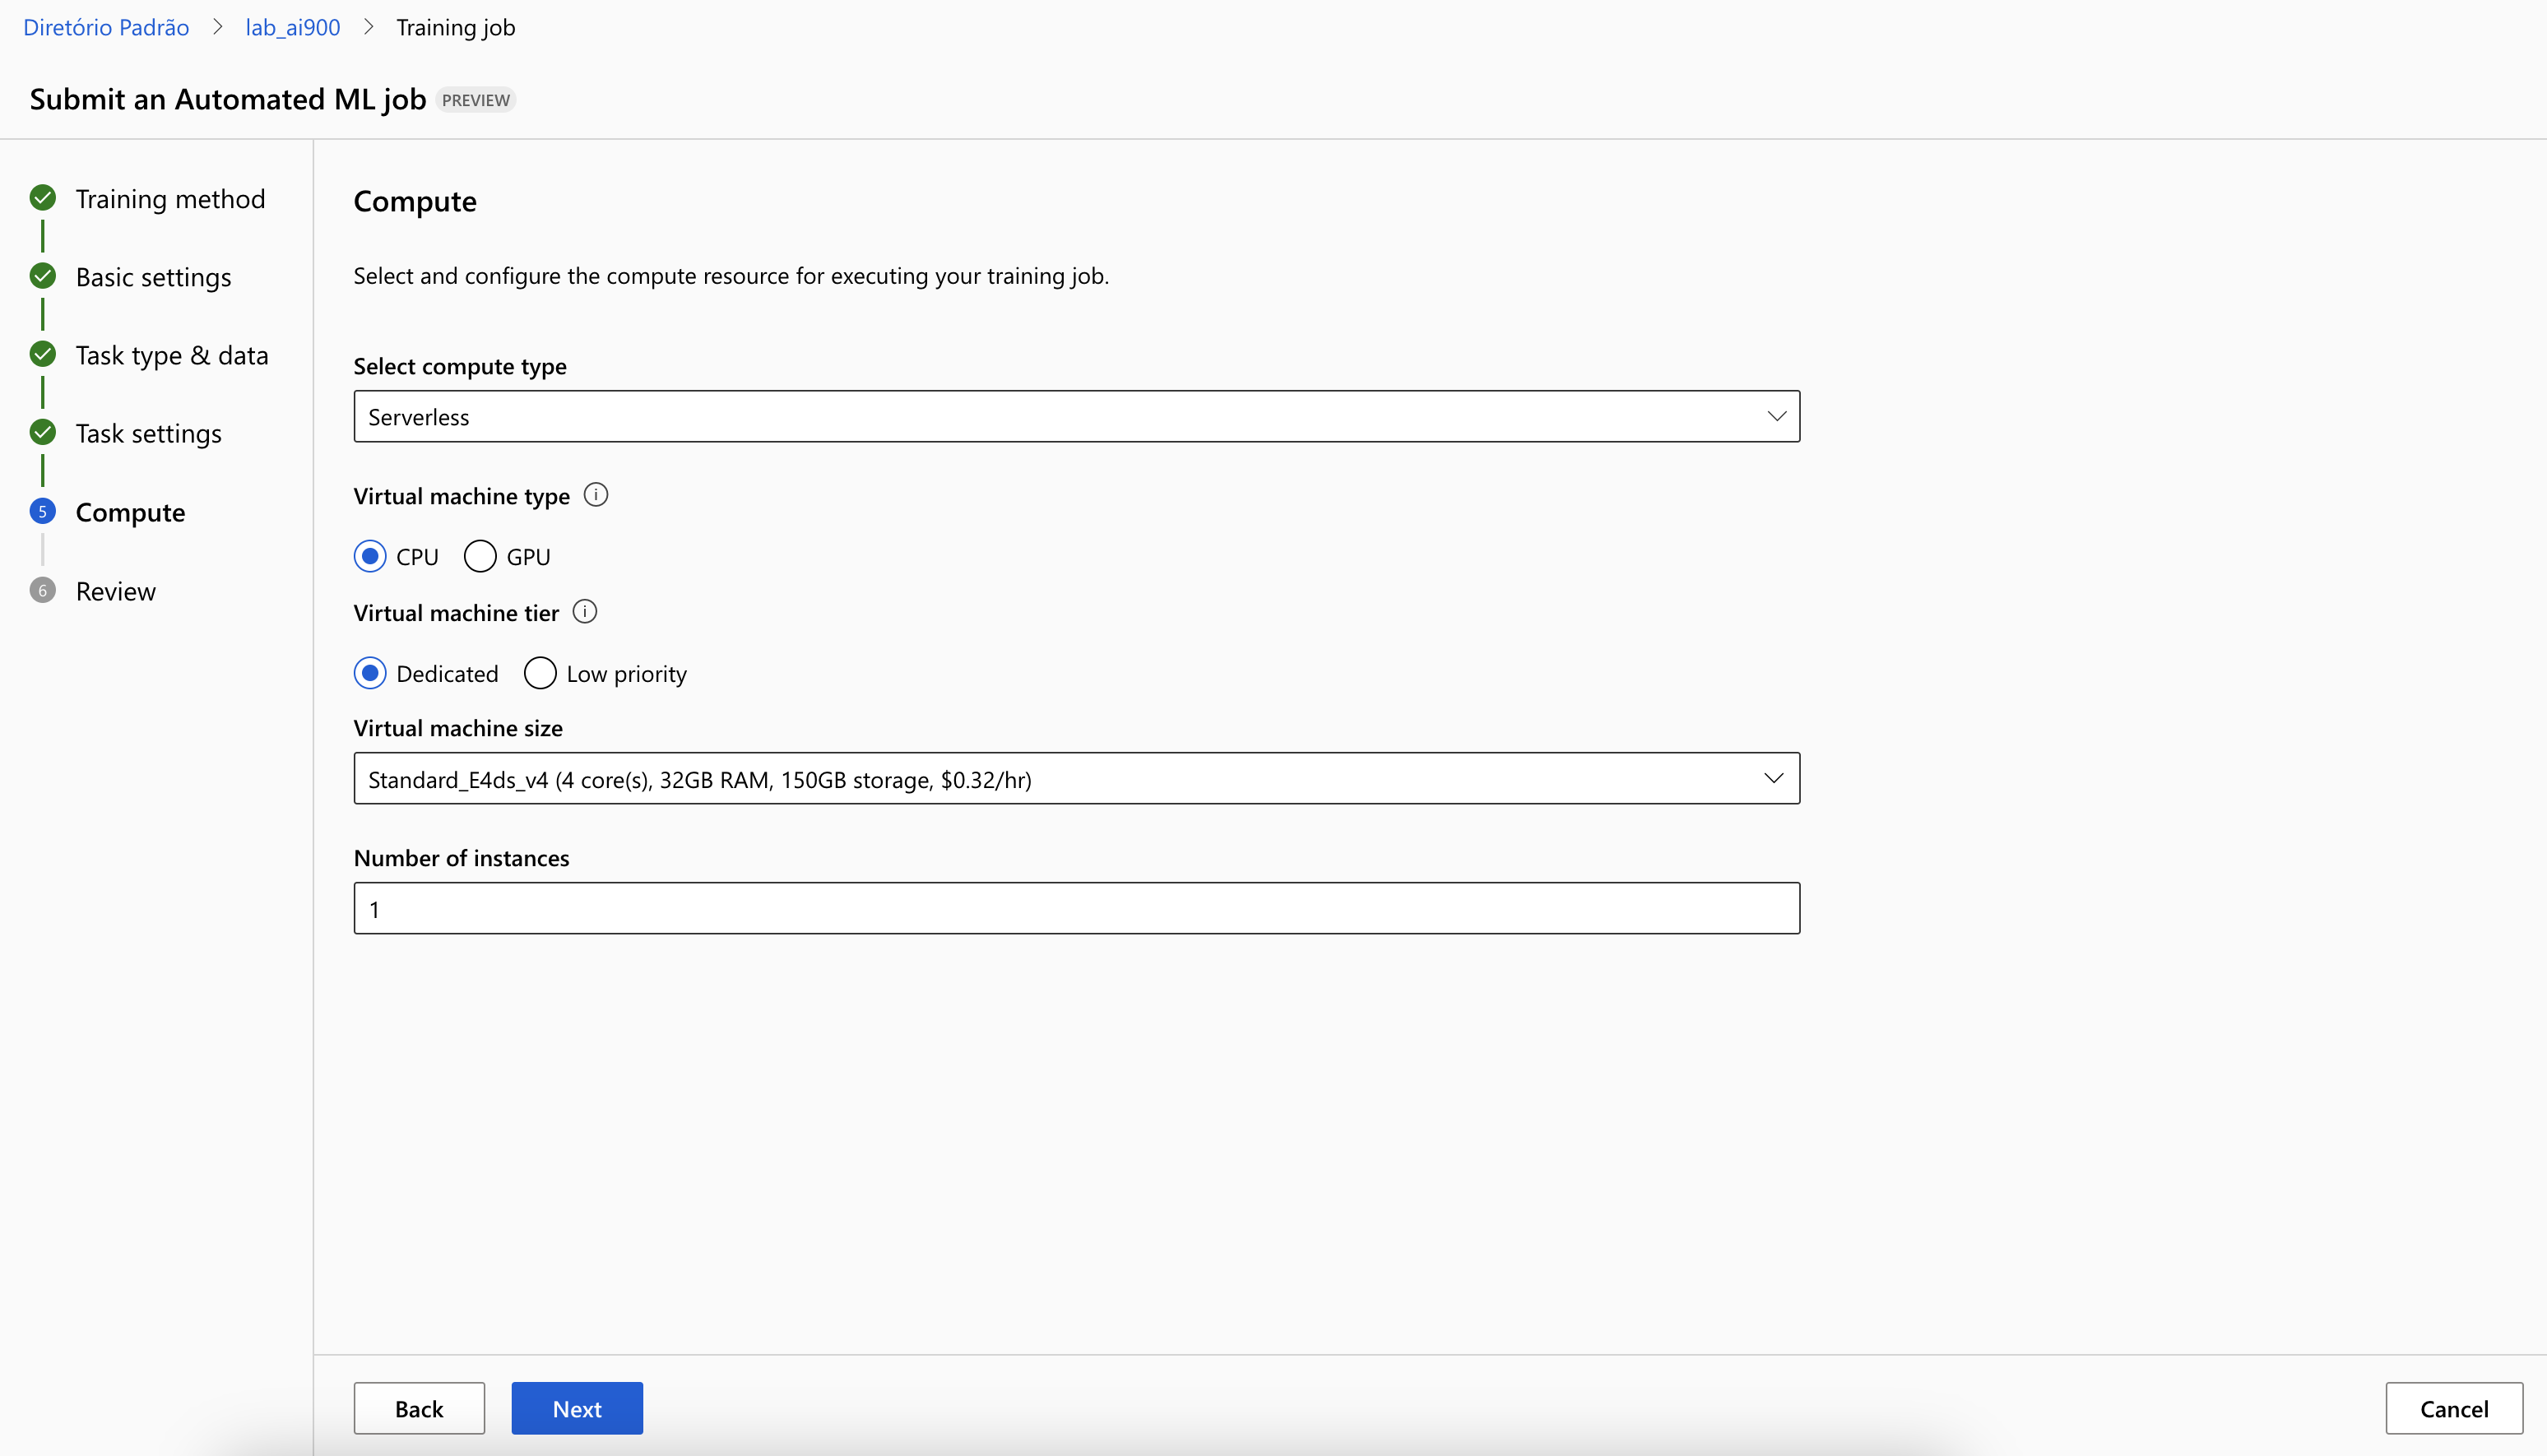 Diretório Padrão > lab_ai900 > Training job
Submit an Automated ML job PREVIEW
Training method
Basic settings
Task type & data
Task settings
5 Compute
6 Review
Compute
Select and configure the compute resource for executing your training job.
Select compute type
Serverless
Virtual machine type
CPU GPU
Virtual machine tier
Dedicated Low priority
Virtual machine size
Standard_E4ds_v4 (4 core(s), 32GB RAM, 150GB storage, $0.32/hr)
Number of instances
1
Back Next Cancel